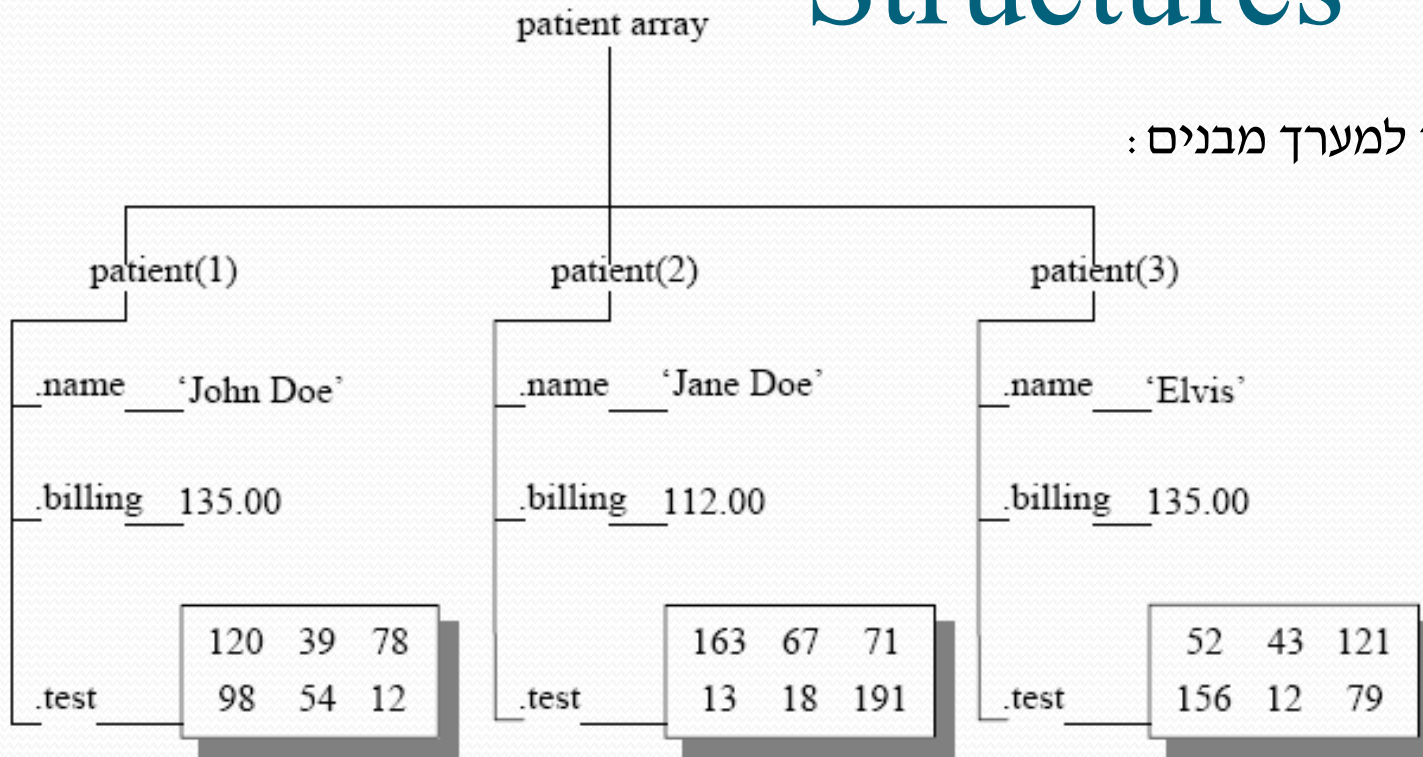 Structures
patient array
למערך מבנים:
patient(1) patient(2) patient(3)
.name 'John Doe' .name 'Jane Doe' .name 'Elvis'
.billing 135.00 .billing 112.00 .billing 135.00
120 39 78 163 67 71 52 43 121
.test 98 54 12 .test 13 18 191 .test 156 12 79